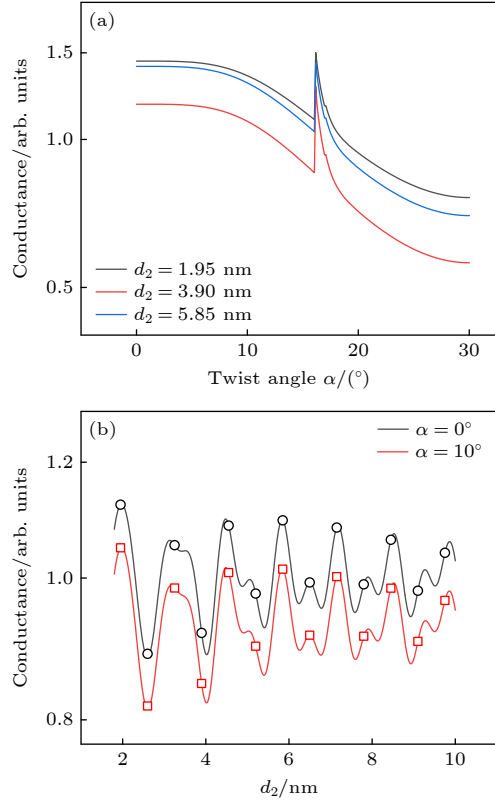 (a)
1.5
1.0
0.5
Conductance/arb. units
d₂ = 1.95 nm
d₂ = 3.90 nm
d₂ = 5.85 nm
0 10 20 30
Twist angle α/(°)
(b)
α = 0°
α = 10°
1.2
1.0
0.8
Conductance/arb. units
2 4 6 8 10
d₂/nm